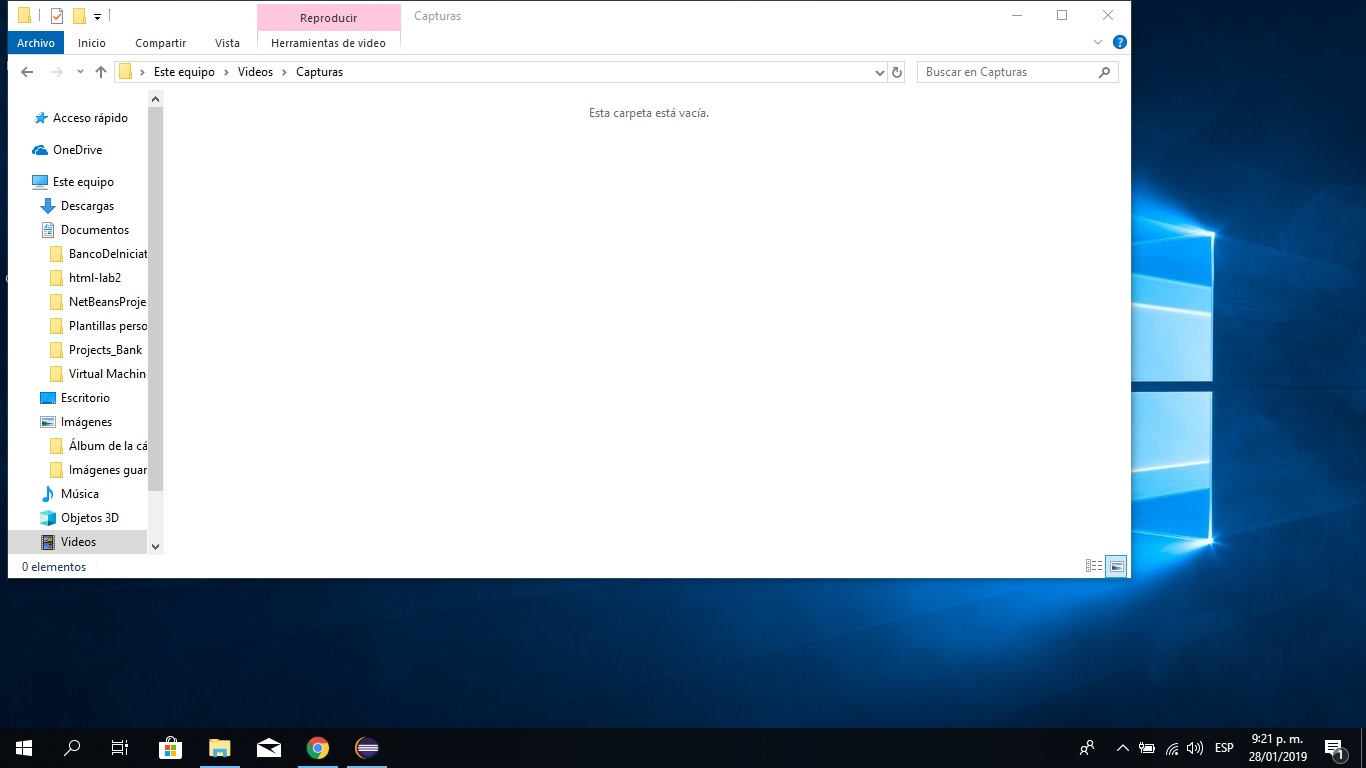 Reproducir
Capturas
Archivo
Inicio
Compartir
Vista
Herramientas de video
?
Este equipo
Videos
Capturas
Buscar en Capturas
Esta carpeta está vacía.
Acceso rápido
OneDrive
Este equipo
Descargas
Documentos
BancoDeIniciat
html-lab2
NetBeansProje
Plantillas perso
Projects_Bank
Virtual Machin
Escritorio
Imágenes
Álbum de la cá
Imágenes guar
Música
Objetos 3D
Videos
0 elementos
ESP
9:21 p. m.
28/01/2019
1